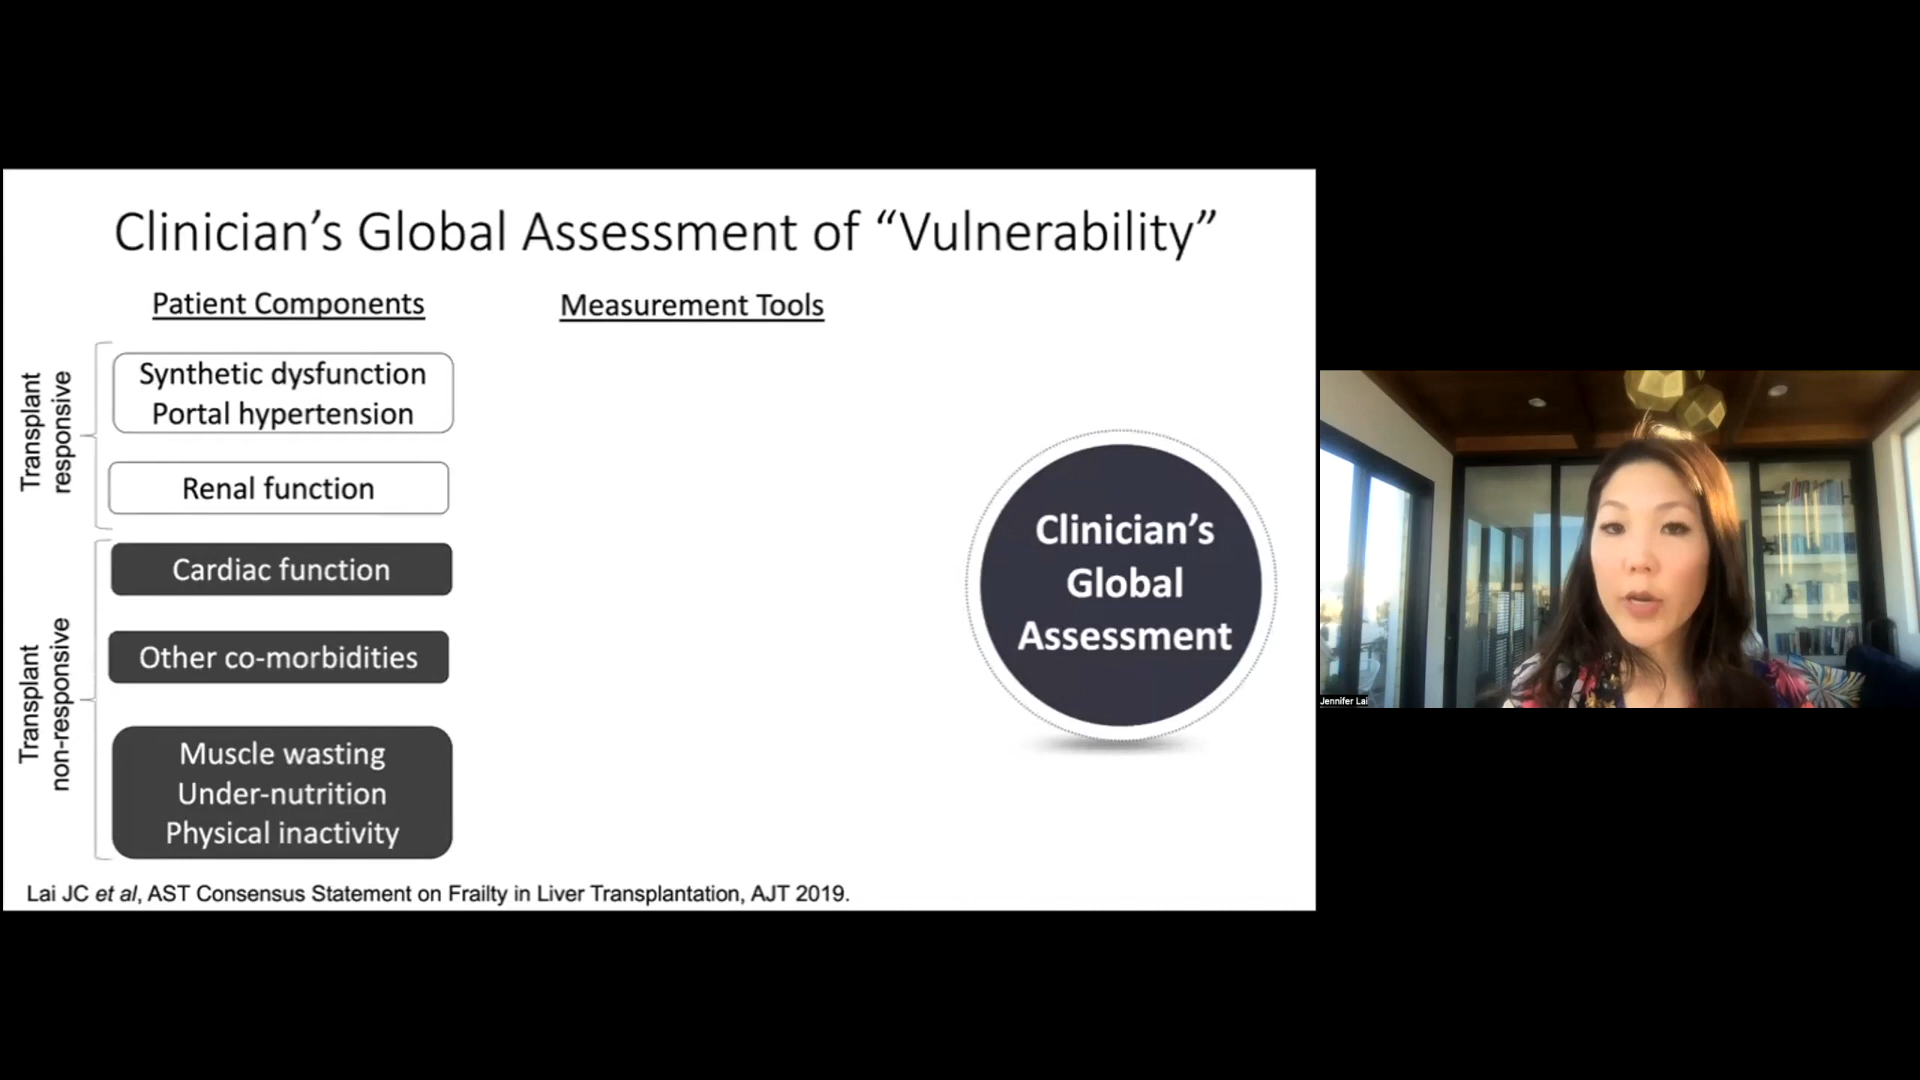 Clinician’s Global Assessment of “Vulnerability”
Patient Components
Measurement Tools
Transplant
responsive
Synthetic dysfunction
Portal hypertension
Renal function
Transplant
non-responsive
Cardiac function
Other co-morbidities
Muscle wasting
Under-nutrition
Physical inactivity
Clinician’s
Global
Assessment
Lai JC et al, AST Consensus Statement on Frailty in Liver Transplantation, AJT 2019.
Jennifer Lai